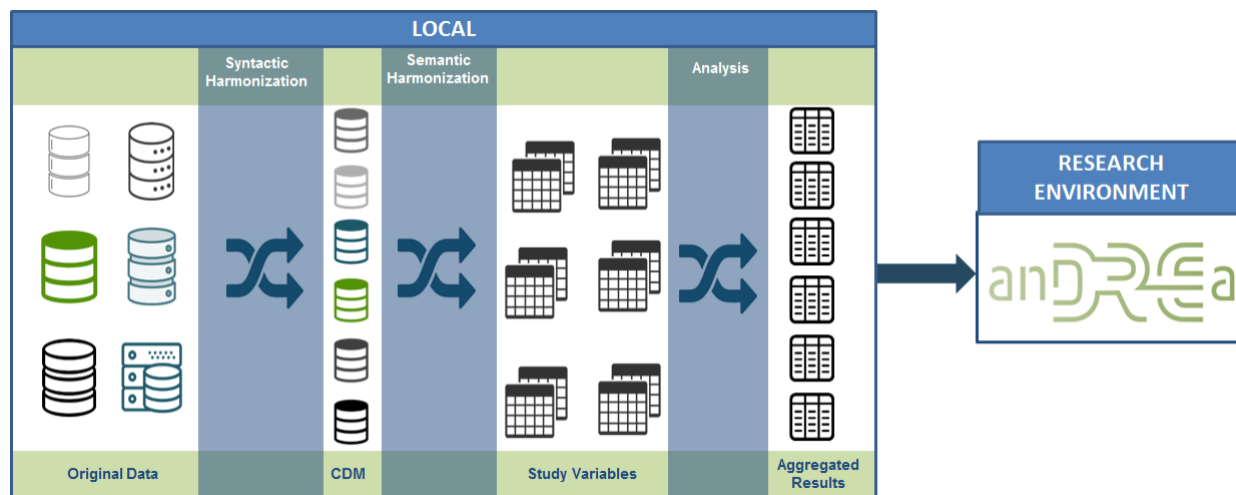 LOCAL
Syntactic
Harmonization
Semantic
Harmonization
Analysis
RESEARCH
ENVIRONMENT
anDREa
Original Data
CDM
Study Variables
Aggregated
Results